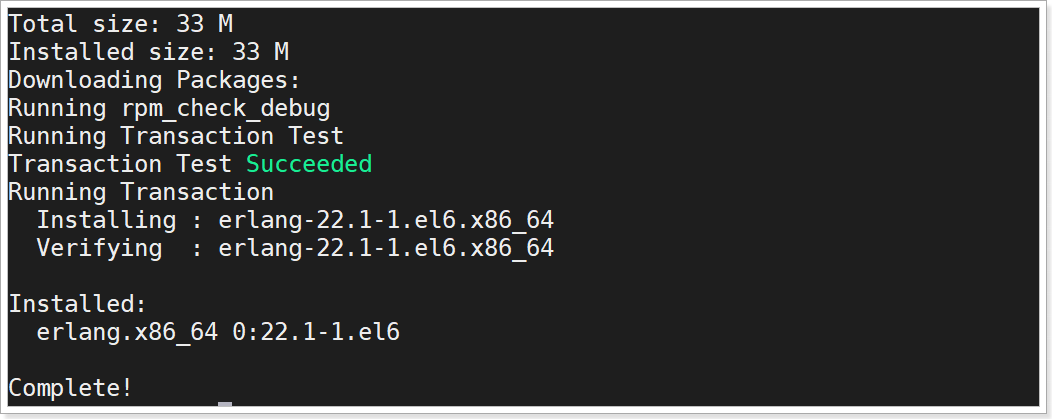 Total size: 33 M
Installed size: 33 M
Downloading Packages:
Running rpm_check_debug
Running Transaction Test
Transaction Test Succeeded
Running Transaction
  Installing : erlang-22.1-1.el6.x86_64
  Verifying  : erlang-22.1-1.el6.x86_64

Installed:
  erlang.x86_64 0:22.1-1.el6

Complete!